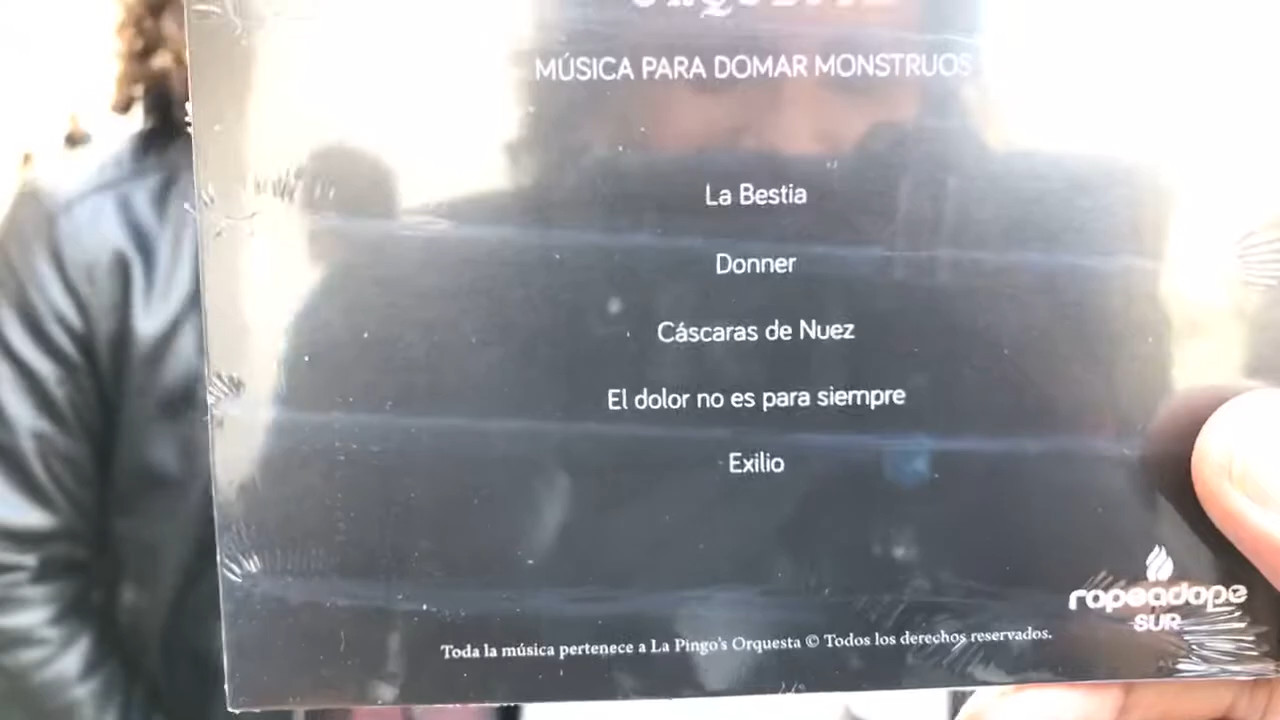 MÚSICA PARA DOMAR MONSTRUOS
La Bestia
Donner
Cáscaras de Nuez
El dolor no es para siempre
Exilio
ropeadope
SUR
Toda la música pertenece a La Pingo's Orquesta © Todos los derechos reservados.